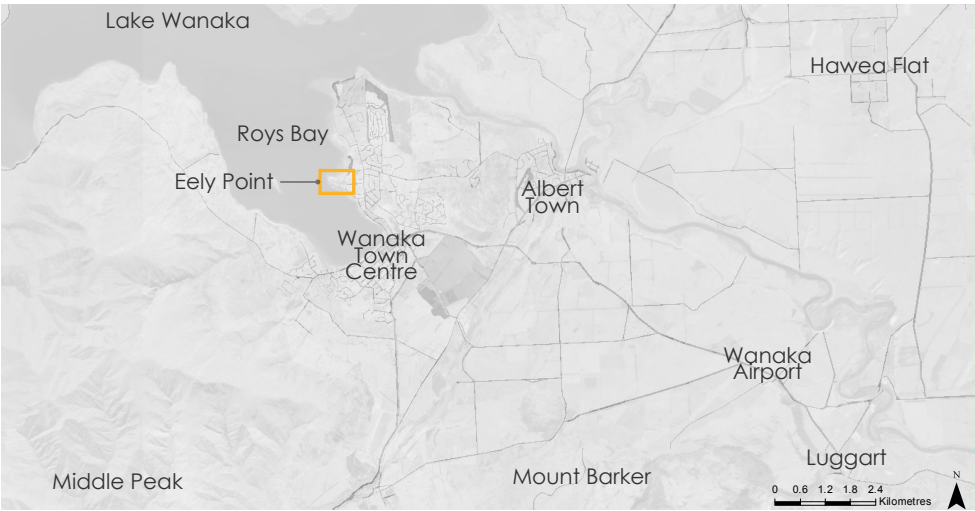 Lake Wanaka
Hawea Flat
Roys Bay
Eely Point
Albert
Town
Wanaka
Town
Centre
Wanaka
Airport
Luggart
Middle Peak
Mount Barker
N
0 0.6 1.2 1.8 2.4
Kilometres